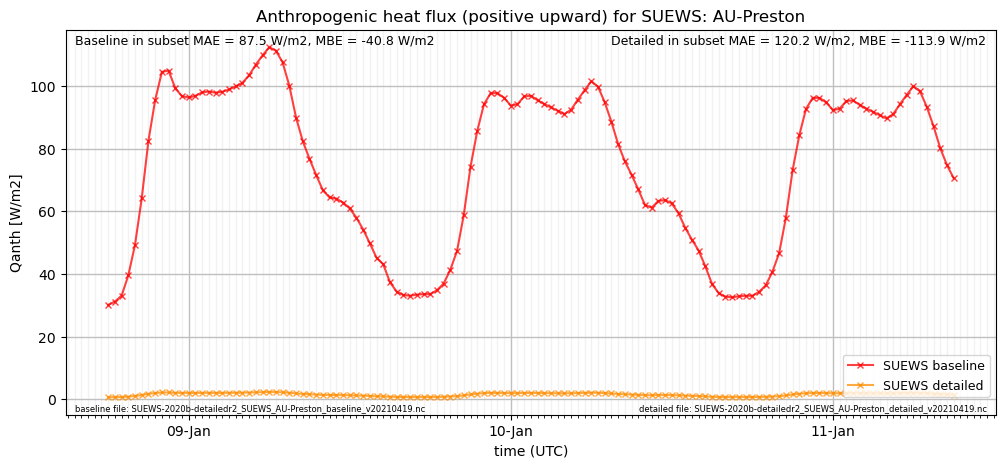 Anthropogenic heat flux (positive upward) for SUEWS: AU-Preston
Baseline in subset MAE = 87.5 W/m2, MBE = -40.8 W/m2
Detailed in subset MAE = 120.2 W/m2, MBE = -113.9 W/m2
Qanth [W/m2]
100
80
60
40
20
0
SUEWS baseline
SUEWS detailed
baseline file: SUEWS-2020b-detailedr2_SUEWS_AU-Preston_baseline_v20210419.nc
detailed file: SUEWS-2020b-detailedr2_SUEWS_AU-Preston_detailed_v20210419.nc
09-Jan
10-Jan
11-Jan
time (UTC)